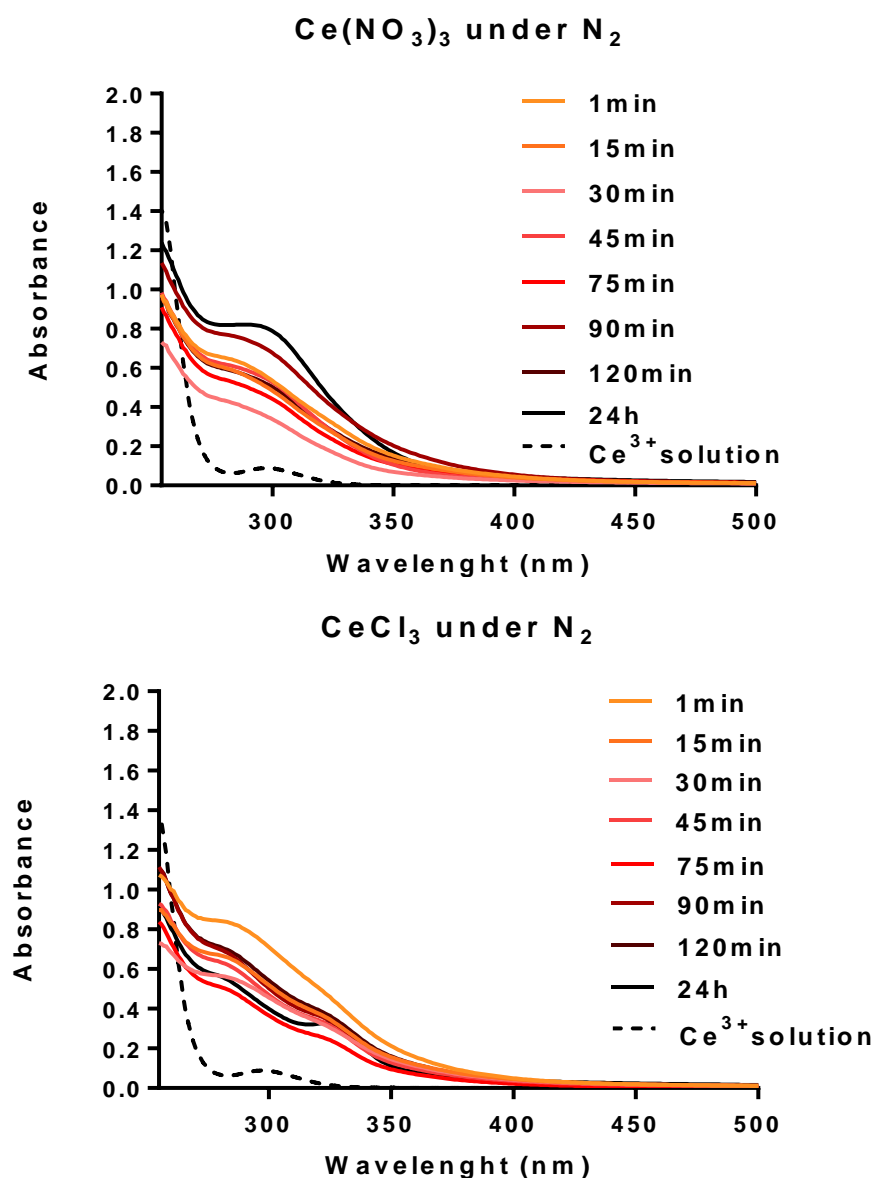 Ce(NO₃)₃ under N₂
2.0
1.8
1.6
1.4
1.2
1.0
0.8
0.6
0.4
0.2
0.0
Absorbance
1min
15min
30min
45min
75min
90min
120min
24h
Ce³⁺solution
300 350 400 450 500
Wavelenght (nm)
CeCl₃ under N₂
2.0
1.8
1.6
1.4
1.2
1.0
0.8
0.6
0.4
0.2
0.0
Absorbance
1min
15min
30min
45min
75min
90min
120min
24h
Ce³⁺solution
300 350 400 450 500
Wavelenght (nm)